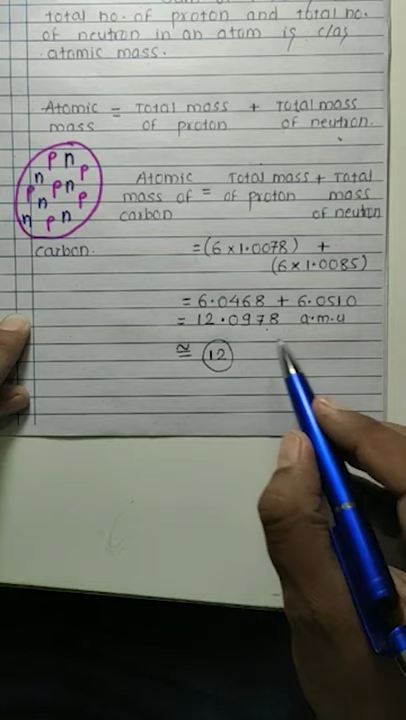 total no. of proton and total no.
of neutron in an atom is c/as
atomic mass.
Atomic mass = Total mass of proton + Total mass of neutron.
p n
n p
p p n
n p
n p n
carbon.
Atomic mass of carbon = Total mass of proton + Total mass of neutron
= (6 x 1.0078) +
(6 x 1.0085)
= 6.0468 + 6.0510
= 12.0978 a.m.u
≅ 12